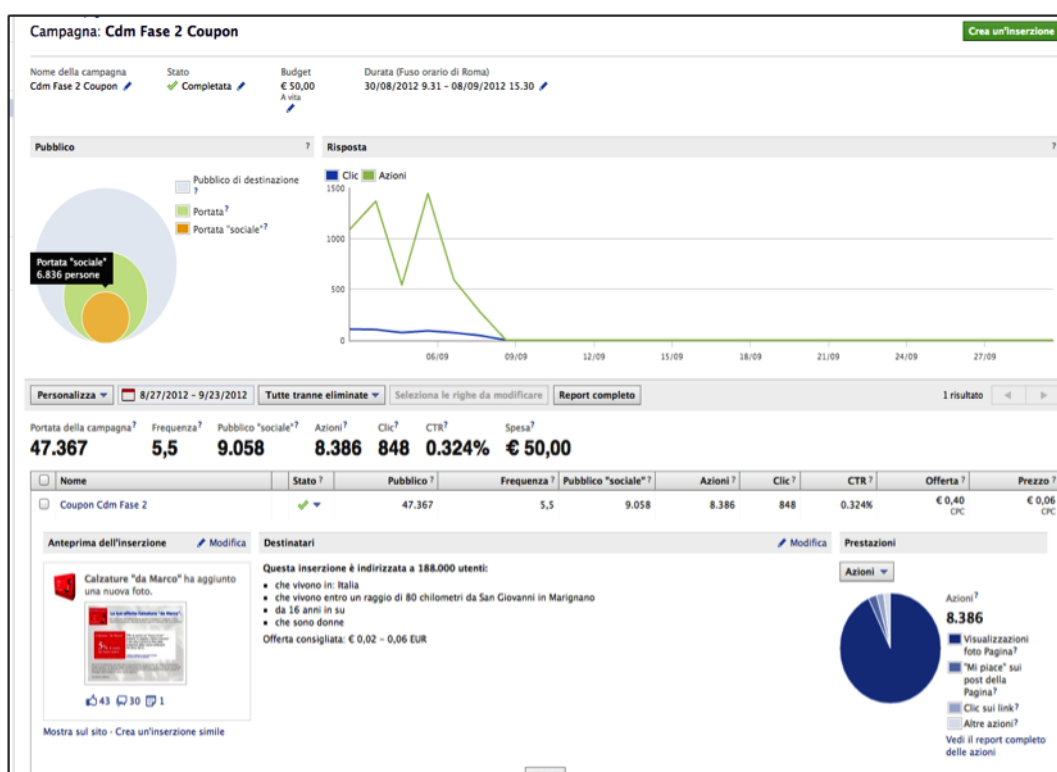 Campagna: Cdm Fase 2 Coupon
Crea un'inserzione
Nome della campagna Stato Budget Durata (Fuso orario di Roma)
Cdm Fase 2 Coupon Completata € 50,00 30/08/2012 9.31 – 08/09/2012 15.30
A vita
Pubblico ? Risposta ?
Pubblico di destinazione
?
Portata?
Portata "sociale"?
Portata "sociale"
6.836 persone
Clic Azioni
1500
1000
500
0
06/09 09/09 12/09 15/09 18/09 21/09 24/09 27/09
Personalizza 8/27/2012 – 9/23/2012 Tutte tranne eliminate Seleziona le righe da modificare Report completo 1 risultato
Portata della campagna? Frequenza? Pubblico "sociale"? Azioni? Clic? CTR? Spesa?
47.367 5,5 9.058 8.386 848 0.324% € 50,00
Nome Stato ? Pubblico ? Frequenza ? Pubblico "sociale" ? Azioni ? Clic ? CTR ? Offerta ? Prezzo ?
Coupon Cdm Fase 2 47.367 5,5 9.058 8.386 848 0.324% € 0,40 € 0,06
CPC CPC
Anteprima dell'inserzione Modifica Destinatari Modifica Prestazioni
Calzature "da Marco" ha aggiunto
una nuova foto.
La tua offerta Calzature "da Marco".
5%
43 30 1
Mostra sul sito · Crea un'inserzione simile
Questa inserzione è indirizzata a 188.000 utenti:
che vivono in: Italia
che vivono entro un raggio di 80 chilometri da San Giovanni in Marignano
da 16 anni in su
che sono donne
Offerta consigliata: € 0,02 – 0,06 EUR
Azioni
Azioni?
8.386
Visualizzazioni
foto Pagina?
"Mi piace" sui
post della
Pagina?
Clic sui link?
Altre azioni?
Vedi il report completo
delle azioni